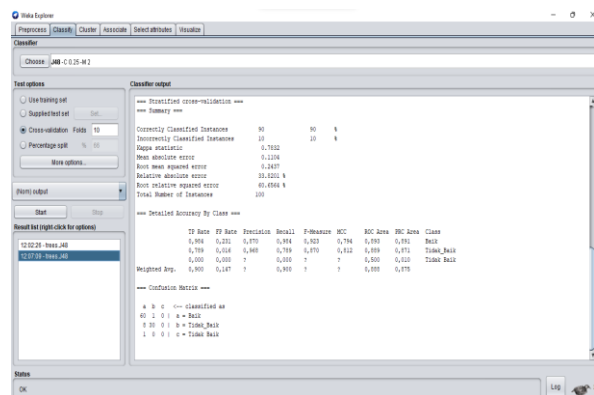 Weka Explorer
Preprocess Classify Cluster Associate Select attributes Visualize
Classifier
Choose J48 -C 0.25 -M 2
Test options
Use training set
Supplied test set Set...
Cross-validation Folds 10
Percentage split % 66
More options...
(Nom) output
Start Stop
Result list (right-click for options)
12:02:26 - trees.J48
12:07:09 - trees.J48
Classifier output
=== Stratified cross-validation ===
=== Summary ===
Correctly Classified Instances 90 90 %
Incorrectly Classified Instances 10 10 %
Kappa statistic 0.7832
Mean absolute error 0.1104
Root mean squared error 0.2437
Relative absolute error 33.8201 %
Root relative squared error 60.6564 %
Total Number of Instances 100
=== Detailed Accuracy By Class ===
TP Rate FP Rate Precision Recall F-Measure MCC ROC Area PRC Area Class
0,984 0,231 0,870 0,984 0,923 0,794 0,893 0,891 Baik
0,789 0,016 0,968 0,789 0,870 0,812 0,889 0,871 Tidak_Baik
0,000 0,000 ? 0,000 ? ? 0,500 0,010 Tidak Baik
Weighted Avg. 0,900 0,147 ? 0,900 ? ? 0,888 0,875
=== Confusion Matrix ===
a b c <-- classified as
60 1 0 | a = Baik
8 30 0 | b = Tidak_Baik
1 0 0 | c = Tidak Baik
Status
OK
Log